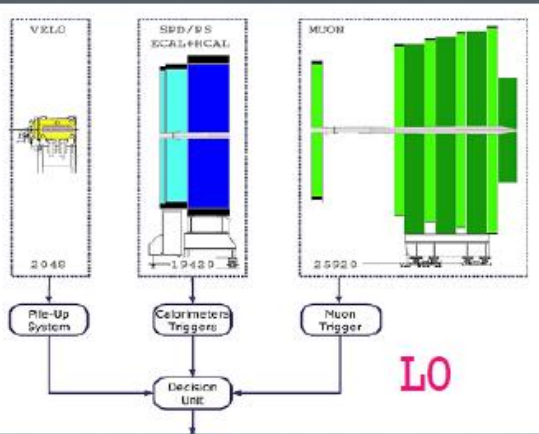 VELO
SPD/PS
ECAL+HCAL
MUON
2048
19420
25920
Pile-Up
System
Calorimeters
Triggers
Muon
Trigger
L0
Decision
Unit